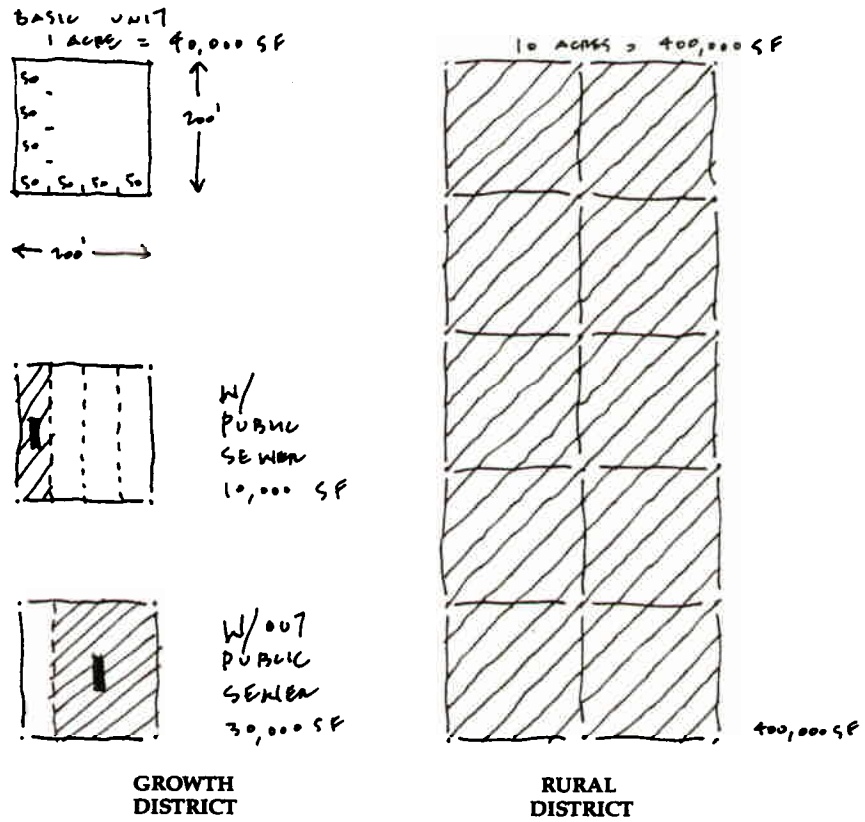 BASIC UNIT
1 ACRE = 40,000 SF
50
50
50
50 50 50 50
200'
200'
W/
PUBLIC
SEWER
10,000 SF
W/OUT
PUBLIC
SEWER
30,000 SF
GROWTH
DISTRICT
10 ACRES = 400,000 SF
400,000 SF
RURAL
DISTRICT